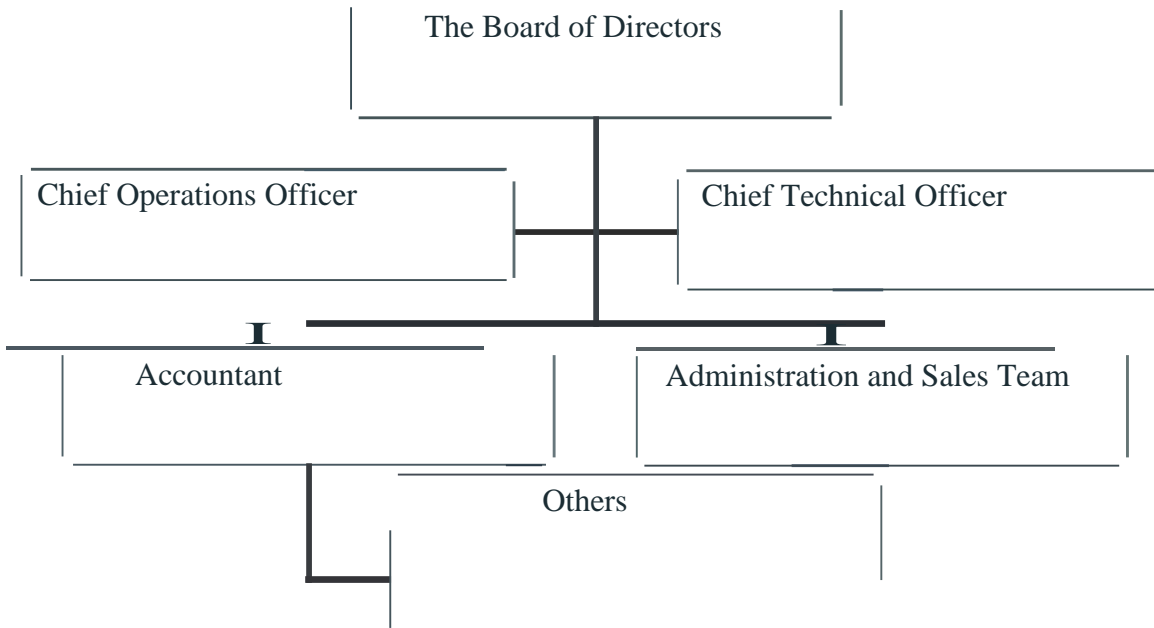 The Board of Directors
Chief Operations Officer
Chief Technical Officer
Accountant
Administration and Sales Team
Others